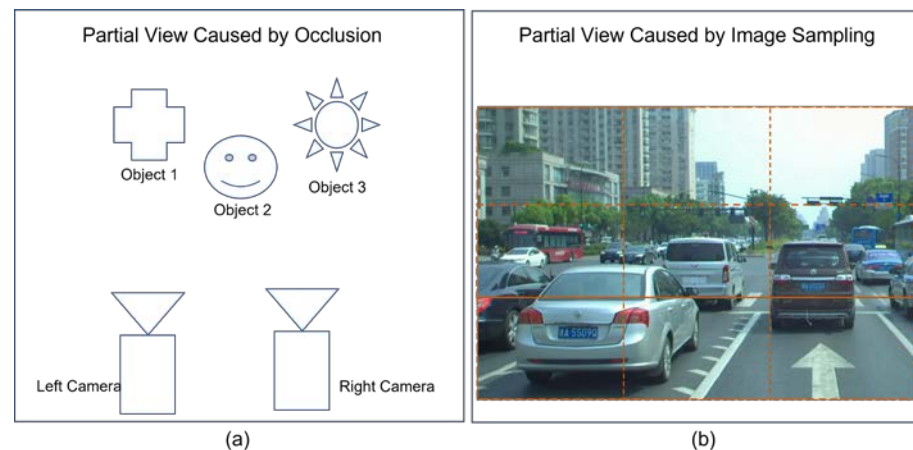 Partial View Caused by Occlusion
Object 1
Object 2
Object 3
Left Camera
Right Camera
(a)
Partial View Caused by Image Sampling
A·55090
(b)